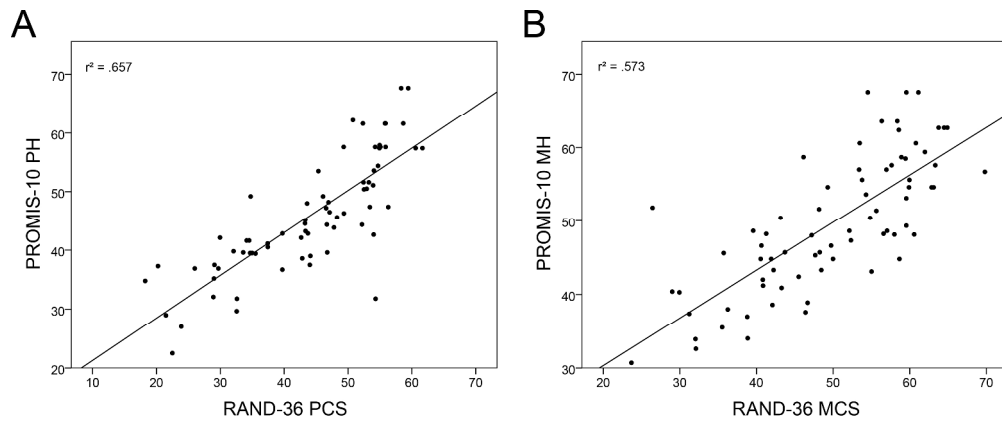 A
r² = .657
PROMIS-10 PH
70
60
50
40
30
20
10 20 30 40 50 60 70
RAND-36 PCS
B
r² = .573
PROMIS-10 MH
70
60
50
40
30
20 30 40 50 60 70
RAND-36 MCS